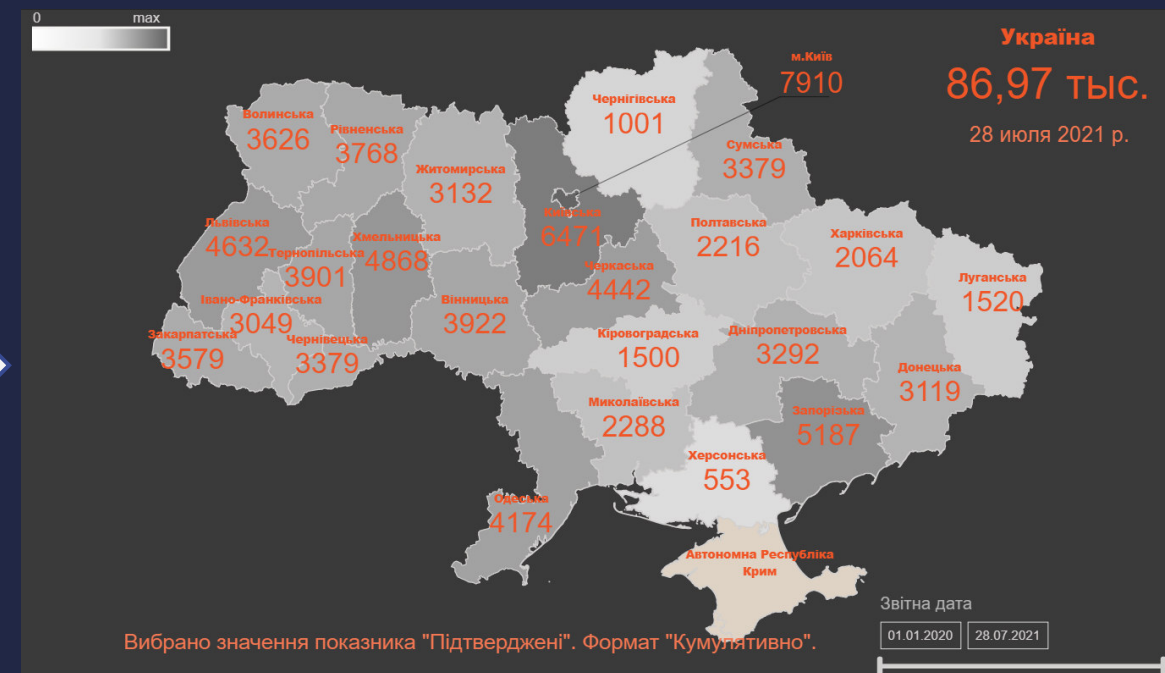 0 max
Україна
86,97 тыс.
28 июля 2021 р.
м.Київ
7910
Чернігівська
1001
Волинська
3626
Рівненська
3768
Житомирська
3132
Сумська
3379
Київська
6471
Львівська
4632
Тернопільська
3901
Хмельницька
4868
Полтавська
2216
Харківська
2064
Черкаська
4442
Луганська
1520
Івано-Франківська
3049
Вінницька
3922
Закарпатська
3579
Чернівецька
3379
Кіровоградська
1500
Дніпропетровська
3292
Донецька
3119
Миколаївська
2288
Запорізька
5187
Херсонська
553
Одеська
4174
Автономна Республіка
Крим
Звітна дата
01.01.2020 28.07.2021
Вибрано значення показника "Підтверджені". Формат "Кумулятивно".